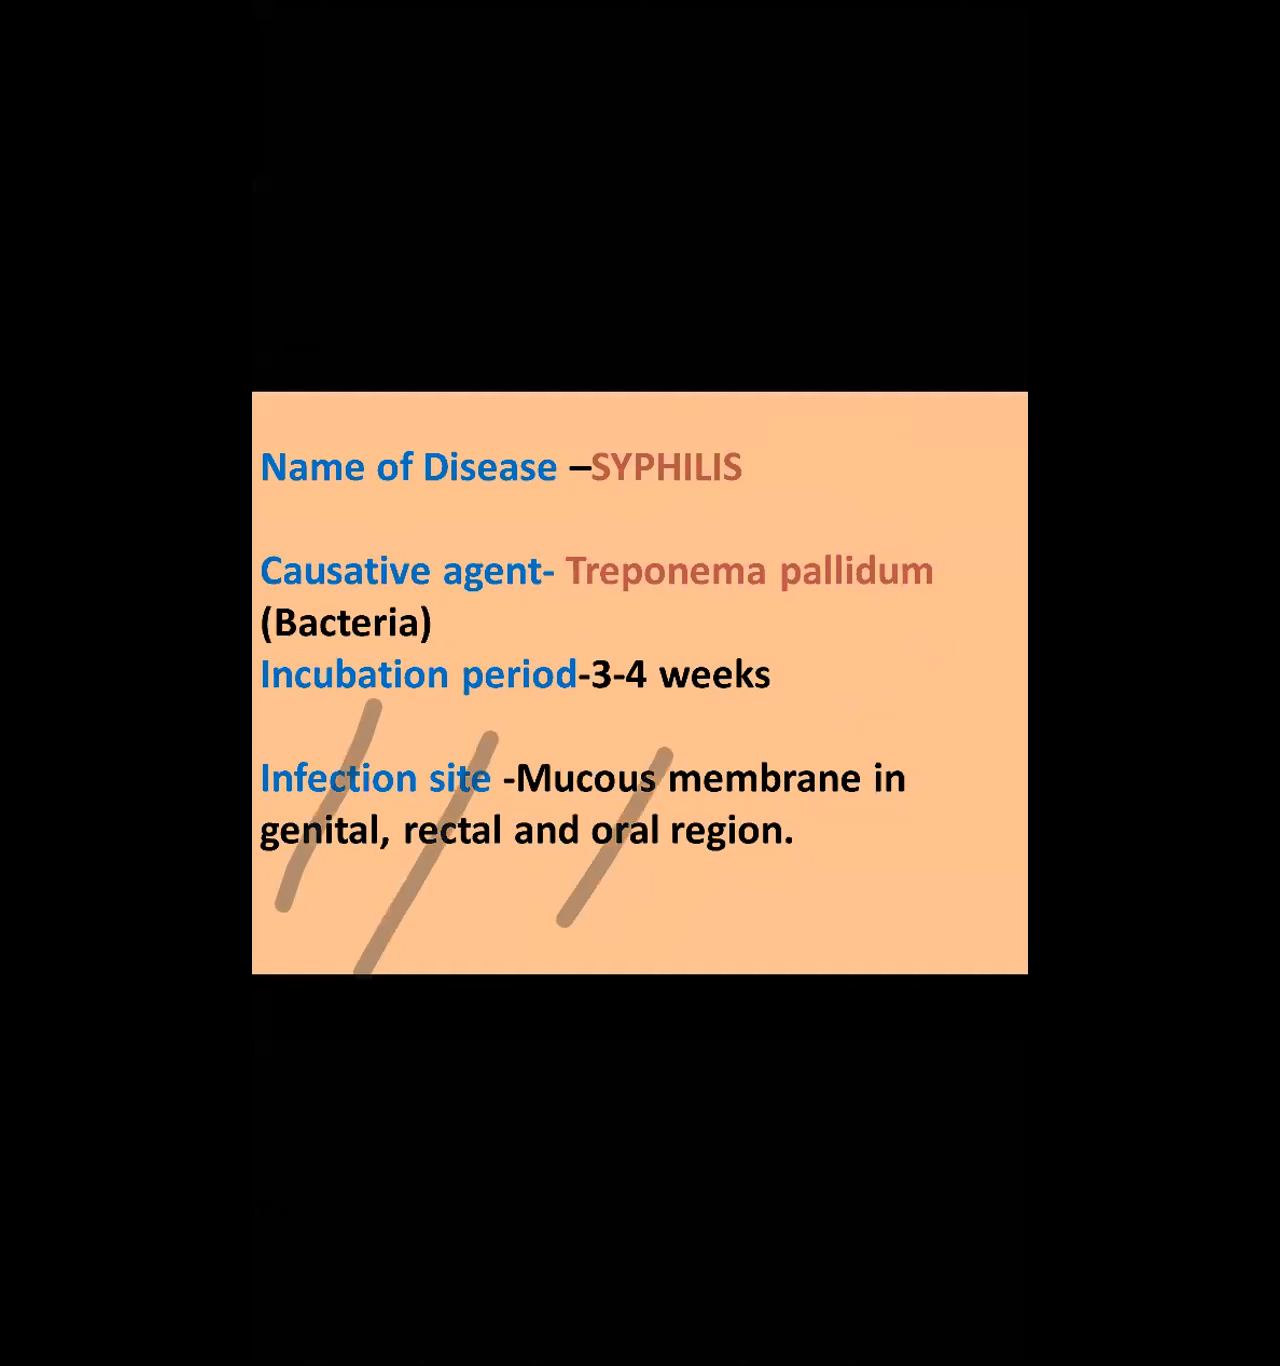 Name of Disease –SYPHILIS
Causative agent- Treponema pallidum
(Bacteria)
Incubation period-3-4 weeks
Infection site -Mucous membrane in
genital, rectal and oral region.